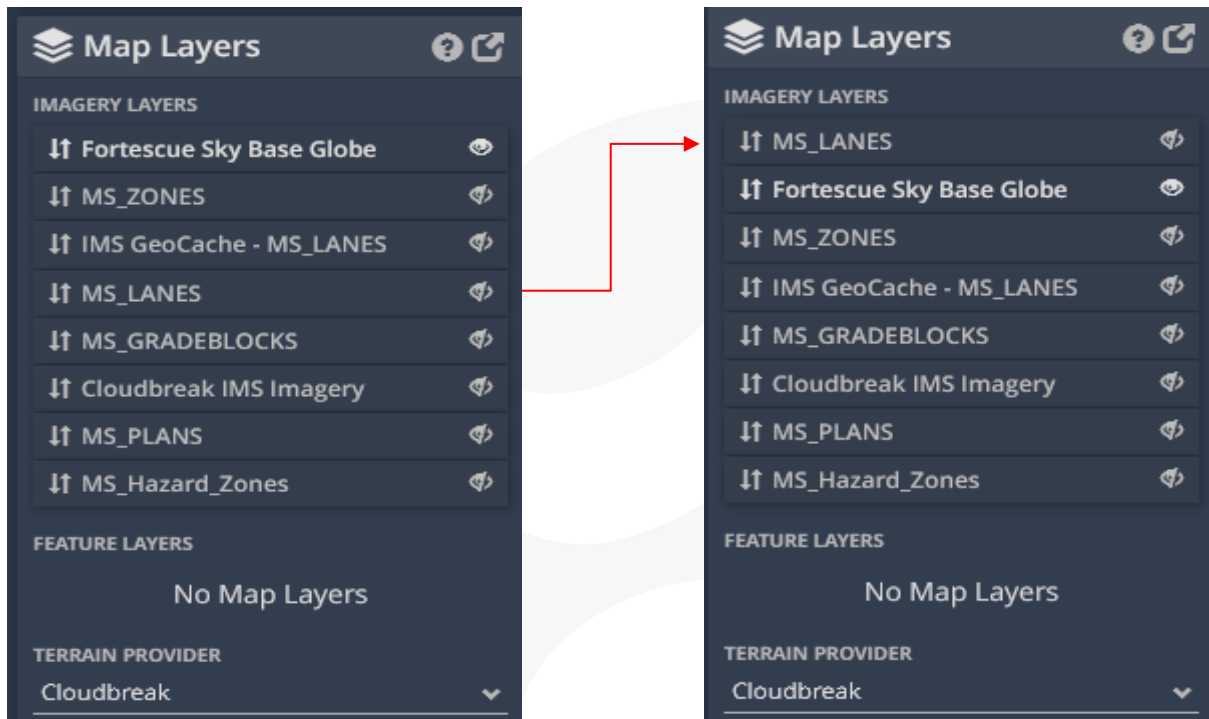 Map Layers
IMAGERY LAYERS
Fortescue Sky Base Globe
MS_ZONES
IMS GeoCache - MS_LANES
MS_LANES
MS_GRADEBLOCKS
Cloudbreak IMS Imagery
MS_PLANS
MS_Hazard_Zones
FEATURE LAYERS
No Map Layers
TERRAIN PROVIDER
Cloudbreak
Map Layers
IMAGERY LAYERS
MS_LANES
Fortescue Sky Base Globe
MS_ZONES
IMS GeoCache - MS_LANES
MS_GRADEBLOCKS
Cloudbreak IMS Imagery
MS_PLANS
MS_Hazard_Zones
FEATURE LAYERS
No Map Layers
TERRAIN PROVIDER
Cloudbreak